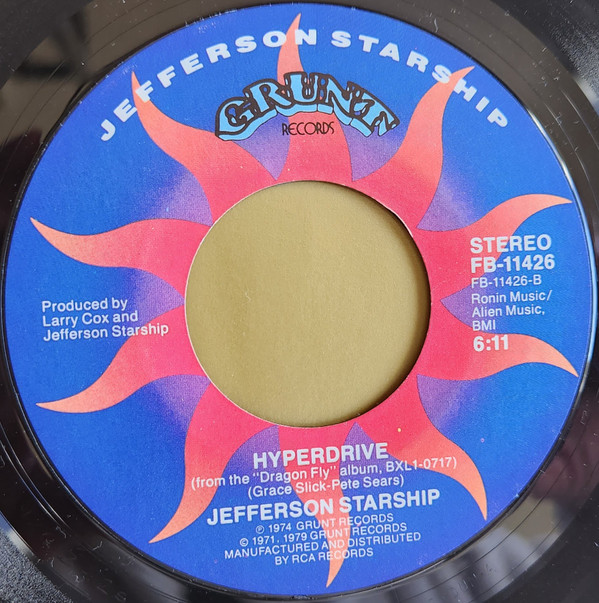 JEFFERSON STARSHIP
GRUNT
RECORDS
STEREO
FB-11426
FB-11426-B
Ronin Music/
Alien Music,
BMI
6:11
Produced by
Larry Cox and
Jefferson Starship
HYPERDRIVE
(from the "Dragon Fly" album, BXL1-0717)
(Grace Slick-Pete Sears)
JEFFERSON STARSHIP
℗ 1974 GRUNT RECORDS
© 1971, 1979 GRUNT RECORDS
MANUFACTURED AND DISTRIBUTED
BY RCA RECORDS